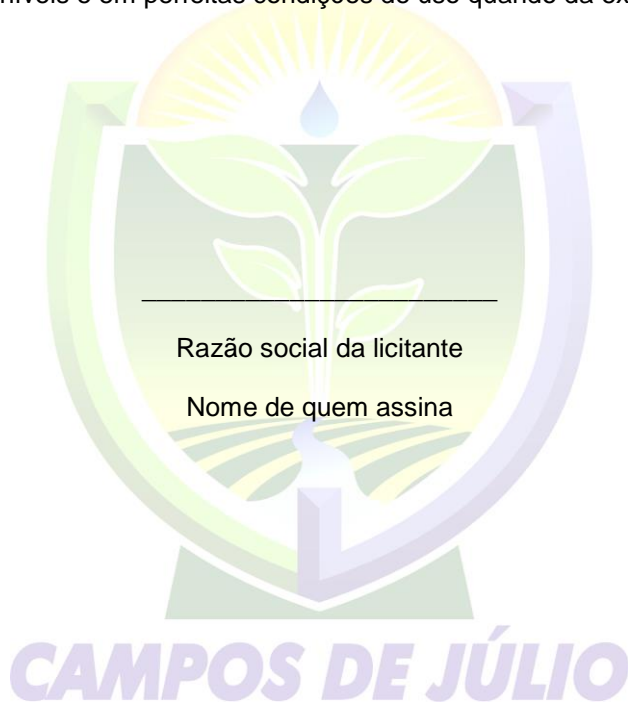 níveis e em perfeitas condições de uso quando da
Razão social da licitante
Nome de quem assina
CAMPOS DE JÚLIO